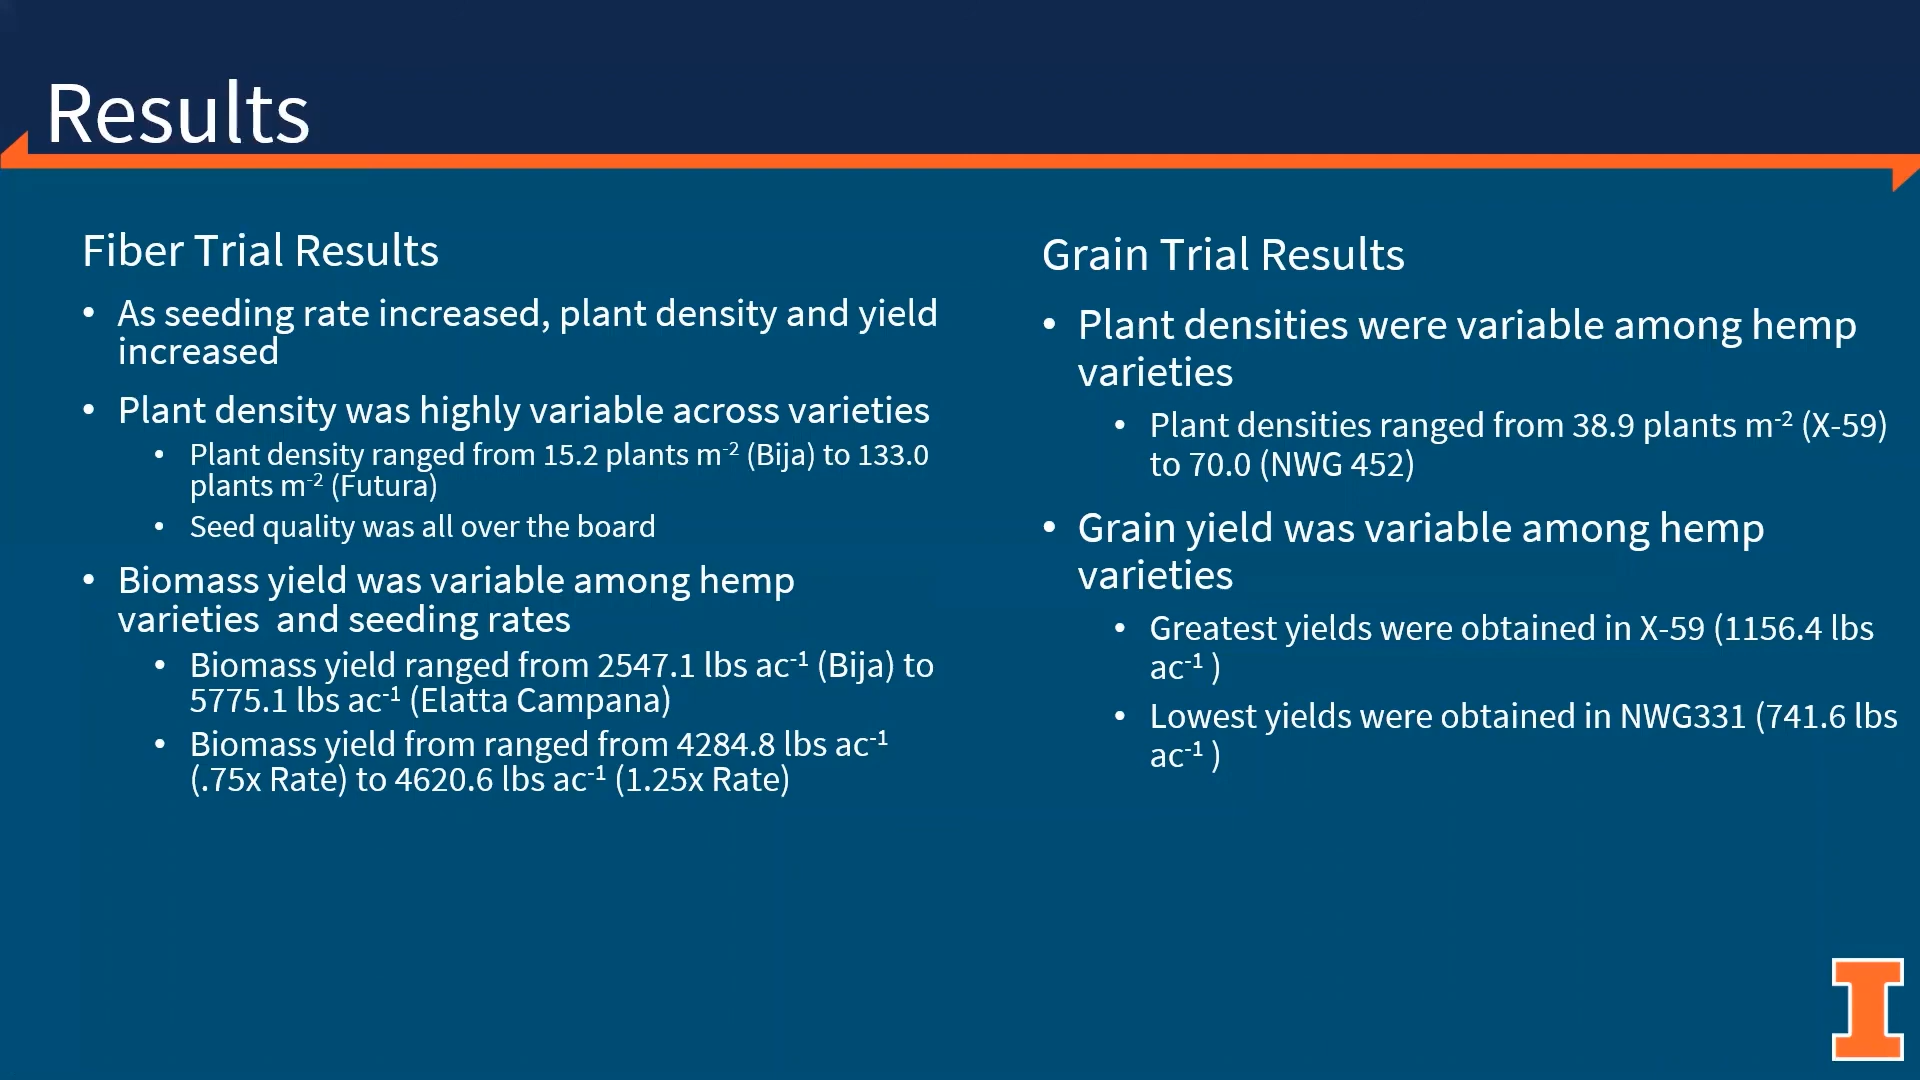 Results
Fiber Trial Results
• As seeding rate increased, plant density and yield
increased
• Plant density was highly variable across varieties
• Plant density ranged from 15.2 plants m-2 (Bija) to 133.0
plants m-2 (Futura)
• Seed quality was all over the board
• Biomass yield was variable among hemp
varieties  and seeding rates
• Biomass yield ranged from 2547.1 lbs ac-1 (Bija) to
5775.1 lbs ac-1 (Elatta Campana)
• Biomass yield from ranged from 4284.8 lbs ac-1
(.75x Rate) to 4620.6 lbs ac-1 (1.25x Rate)
Grain Trial Results
• Plant densities were variable among hemp
varieties
• Plant densities ranged from 38.9 plants m-2 (X-59)
to 70.0 (NWG 452)
• Grain yield was variable among hemp
varieties
• Greatest yields were obtained in X-59 (1156.4 lbs
ac-1 )
• Lowest yields were obtained in NWG331 (741.6 lbs
ac-1 )
I